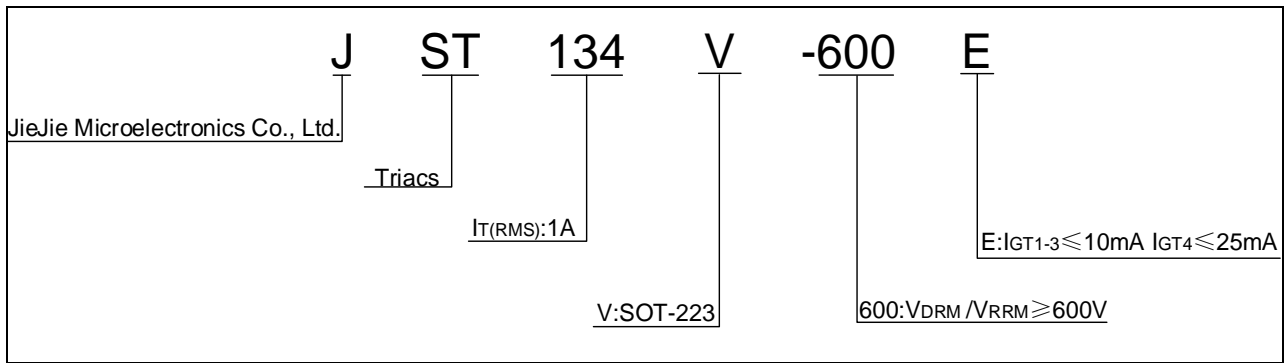 J ST 134 V -600 E
JieJie Microelectronics Co., Ltd.
Triacs
IT(RMS):1A
E:IGT1-3≤10mA IGT4≤25mA
V:SOT-223
600:VDRM /VRRM≥600V